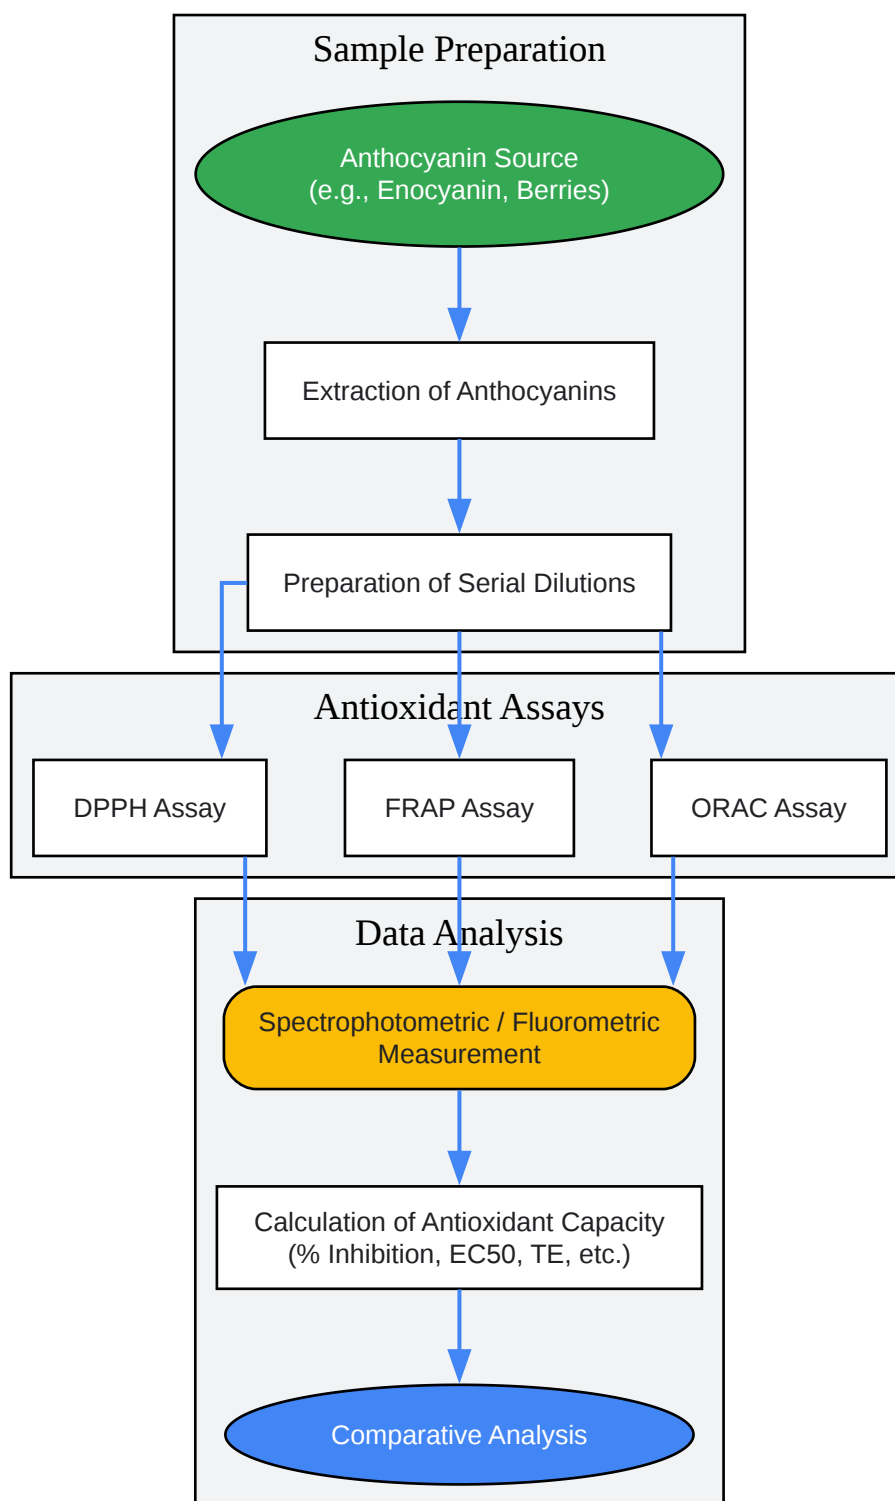 Sample Preparation
Anthocyanin Source
(e.g., Enocyanin, Berries)
Extraction of Anthocyanins
Preparation of Serial Dilutions
Antioxidant Assays
DPPH Assay
FRAP Assay
ORAC Assay
Data Analysis
Spectrophotometric / Fluorometric
Measurement
Calculation of Antioxidant Capacity
(% Inhibition, EC50, TE, etc.)
Comparative Analysis